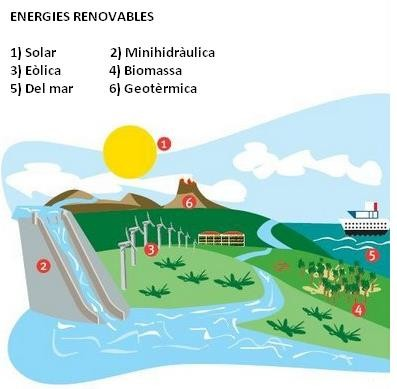 ENERGIES RENOVABLES
1) Solar 2) Minihidràulica
3) Eòlica 4) Biomassa
5) Del mar 6) Geotèrmica
1
6
3
5
2
4